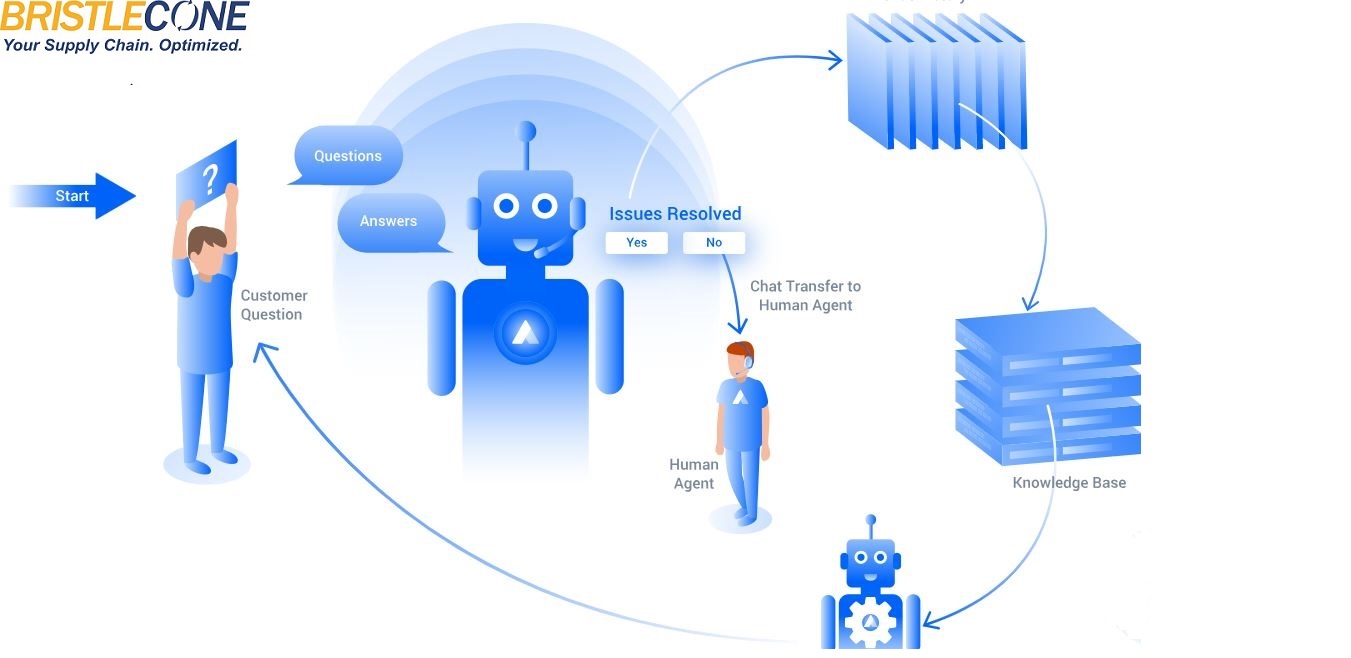 BRISTLECONE
Your Supply Chain. Optimized.
.
Start
?
Questions
Answers
Customer
Question
Issues Resolved
Yes
No
Chat Transfer to
Human Agent
Human
Agent
Knowledge Base